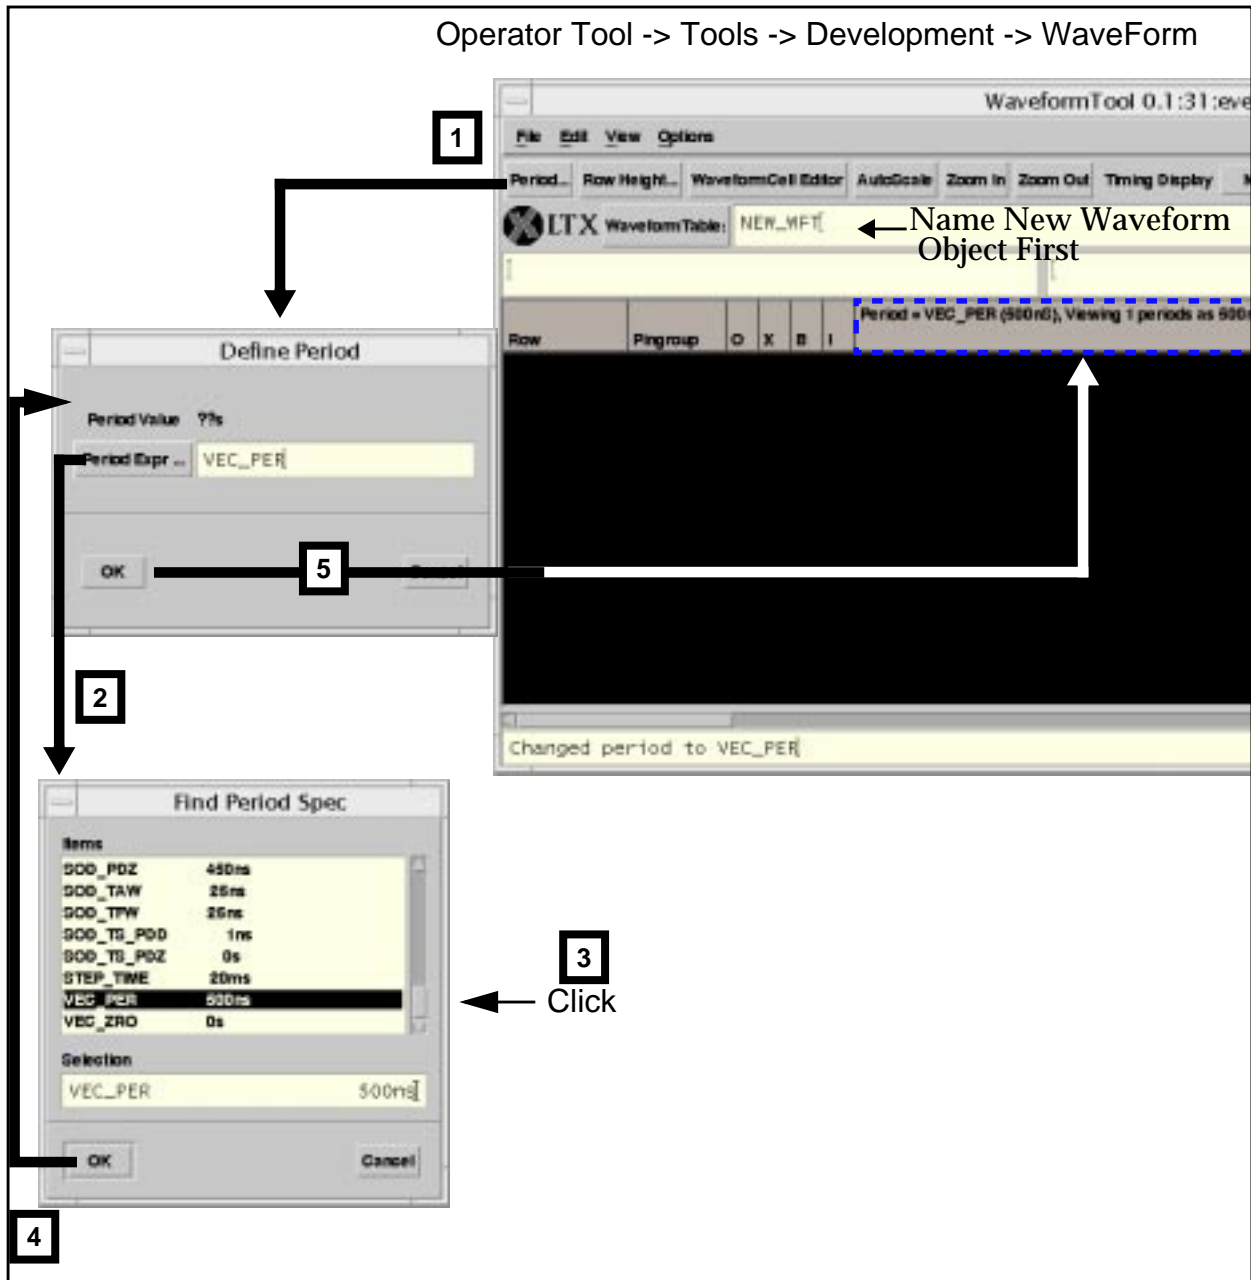 Operator Tool -> Tools -> Development -> WaveForm
WaveformTool 0.1:31:eve
1
File Edit View Options
Period... Row Height... WaveformCell Editor AutoScale Zoom In Zoom Out Timing Display
LTX WaveformTable: NEW_WFT
Name New Waveform
Object First
Period = VEC_PER (500nS), Viewing 1 periods as 500n
Row Pingroup O X B I
Define Period
Period Value ??s
Period Expr ... VEC_PER
OK 5
2
Changed period to VEC_PER
Find Period Spec
Items
SOD_PDZ 450ns
SOD_TAW 25ns
SOD_TPW 25ns
SOD_TS_PDD 1ns
SOD_TS_PDZ 0s
STEP_TIME 20ms
VEC_PER 500ns
VEC_ZRO 0s
3
Click
Selection
VEC_PER 500ns
OK Cancel
4